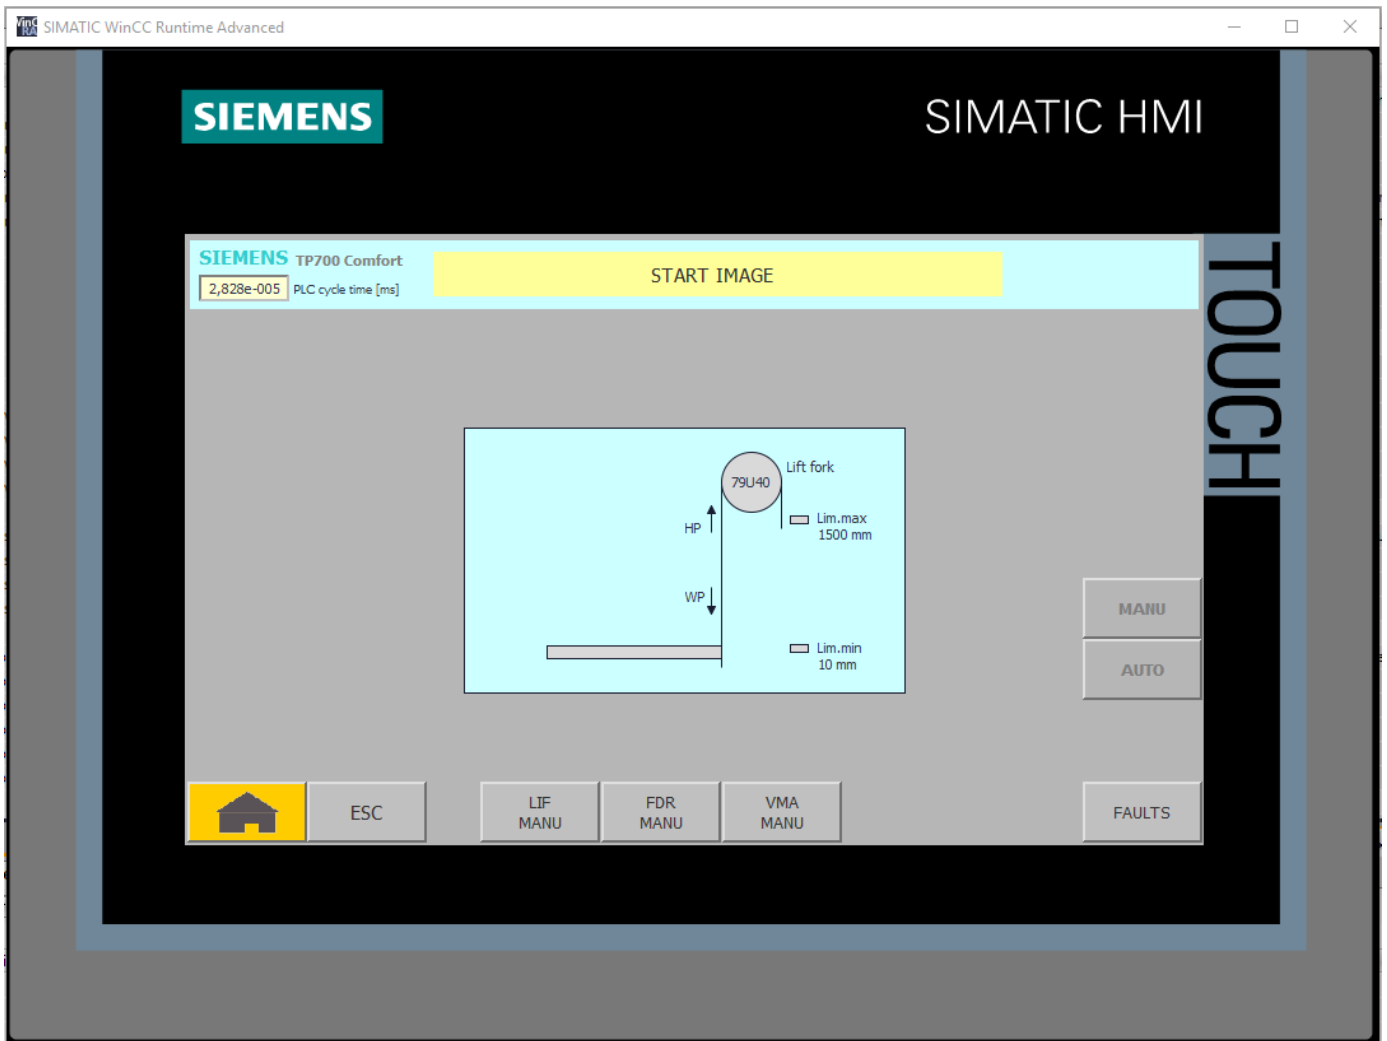 SIMATIC WinCC Runtime Advanced
SIEMENS
SIMATIC HMI
TOUCH
SIEMENS TP700 Comfort
2,828e-005 PLC cycle time [ms]
START IMAGE
79U40
Lift fork
HP
Lim.max
1500 mm
WP
Lim.min
10 mm
MANU
AUTO
ESC
LIF
MANU
FDR
MANU
VMA
MANU
FAULTS